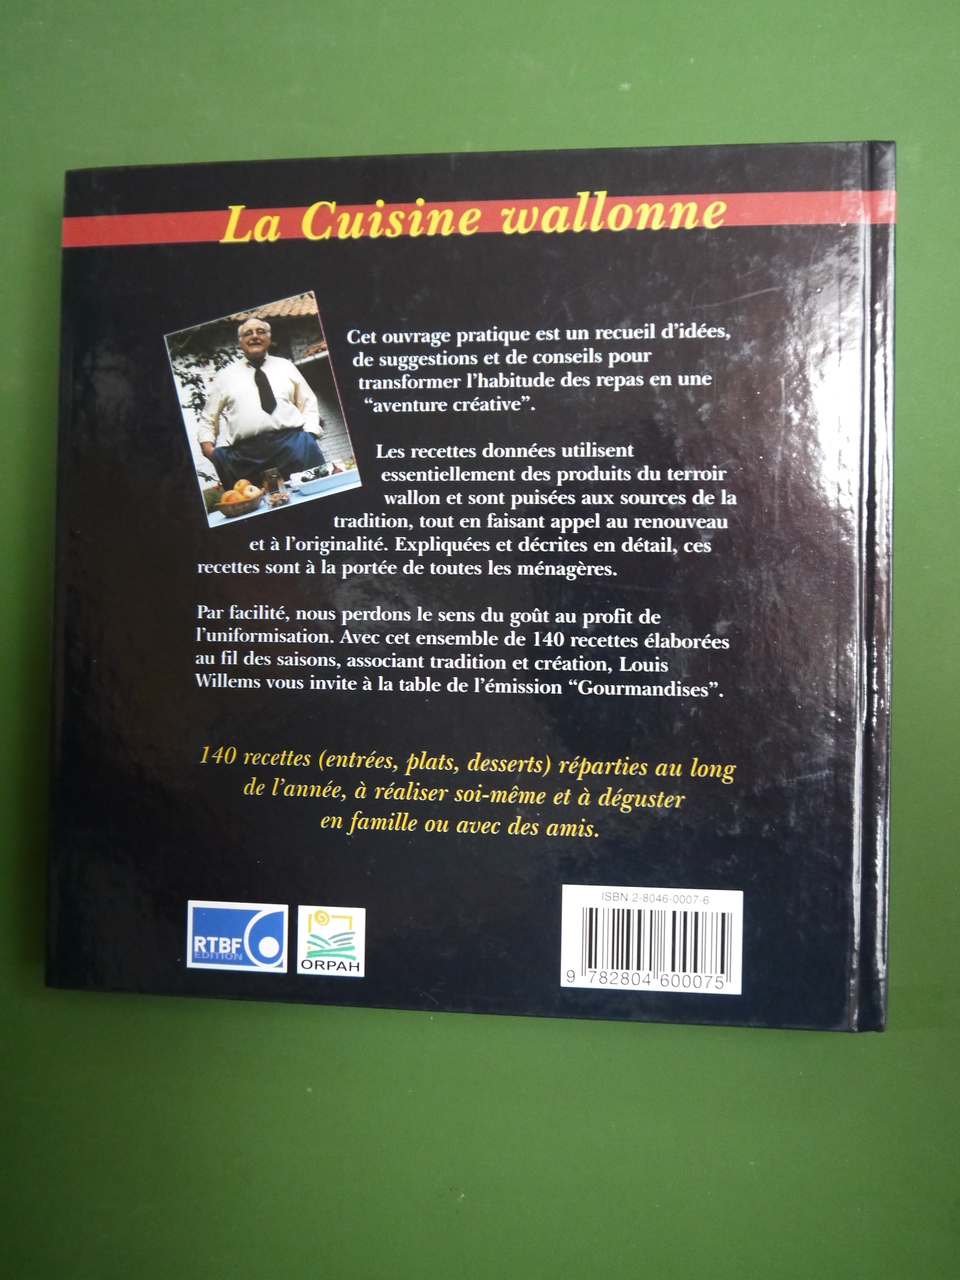 La Cuisine wallonne
Cet ouvrage pratique est un recueil d'idées,
de suggestions et de conseils pour
transformer l'habitude des repas en une
“aventure créative”.
Les recettes données utilisent
essentiellement des produits du terroir
wallon et sont puisées aux sources de la
tradition, tout en faisant appel au renouveau
et à l'originalité. Expliquées et décrites en détail, ces
recettes sont à la portée de toutes les ménagères.
Par facilité, nous perdons le sens du goût au profit de
l'uniformisation. Avec cet ensemble de 140 recettes élaborées
au fil des saisons, associant tradition et création, Louis
Willems vous invite à la table de l'émission “Gourmandises”.
140 recettes (entrées, plats, desserts) réparties au long
de l'année, à réaliser soi-même et à déguster
en famille ou avec des amis.
RTBF
EDITION
ORPAH
ISBN 2-8046-0007-6
9 782804 600075